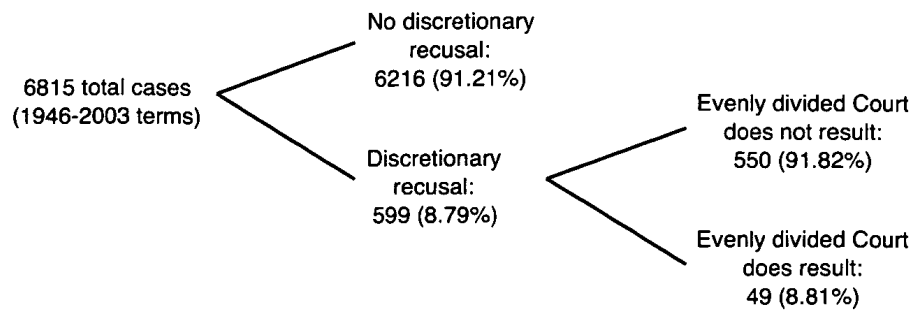 No discretionary
recusal:
6216 (91.21%)
6815 total cases
(1946-2003 terms)
Discretionary
recusal:
599 (8.79%)
Evenly divided Court
does not result:
550 (91.82%)
Evenly divided Court
does result:
49 (8.81%)